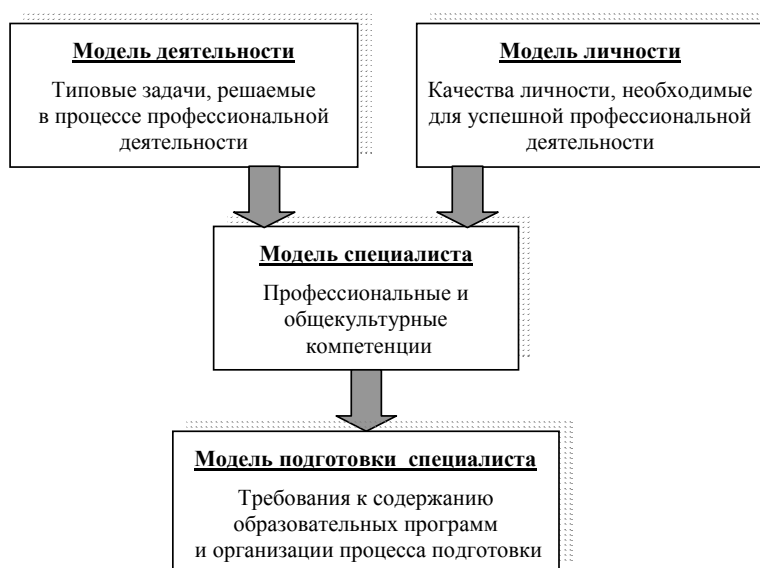 Модель деятельности
Типовые задачи, решаемые
в процессе профессиональной
деятельности
Модель личности
Качества личности, необходимые
для успешной профессиональной
деятельности
Модель специалиста
Профессиональные и
общекультурные
компетенции
Модель подготовки специалиста
Требования к содержанию
образовательных программ
и организации процесса подготовки